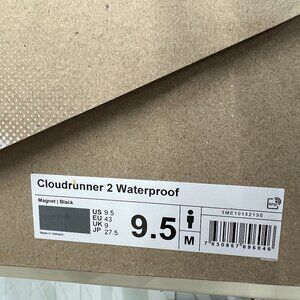 Cloudrunner 2 Waterproof
Magnet | Black
US 9.5
EU 43
UK 9
JP 27.5
9.5
M
3ME10152130
7 630867 896046
Made in Vietnam